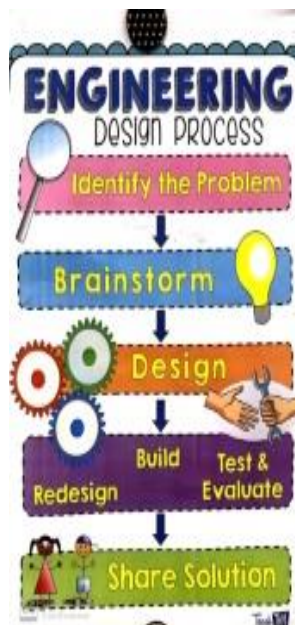 ENGINEERING
DESIGN PROCESS
Identify the Problem
Brainstorm
Design
Build
Test &
Redesign
Evaluate
Share Solution